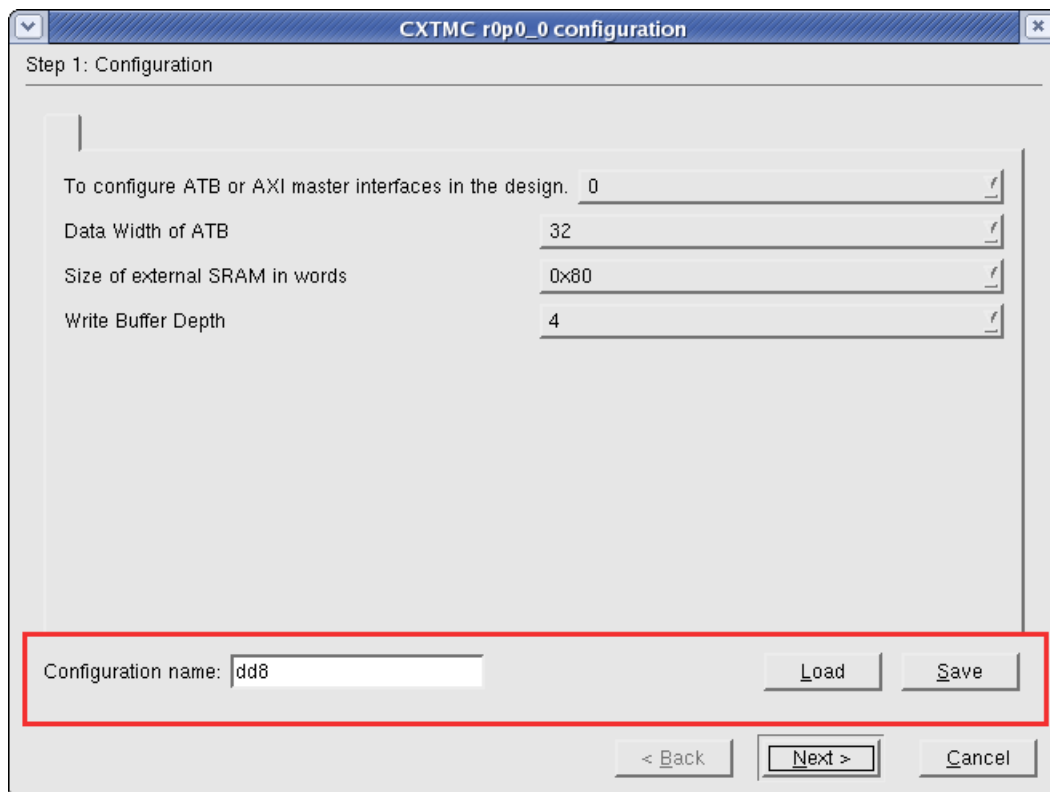 CXTMC r0p0_0 configuration
Step 1: Configuration
To configure ATB or AXI master interfaces in the design. 0
Data Width of ATB 32
Size of external SRAM in words 0x80
Write Buffer Depth 4
Configuration name: dd8 Load Save
< Back Next > Cancel